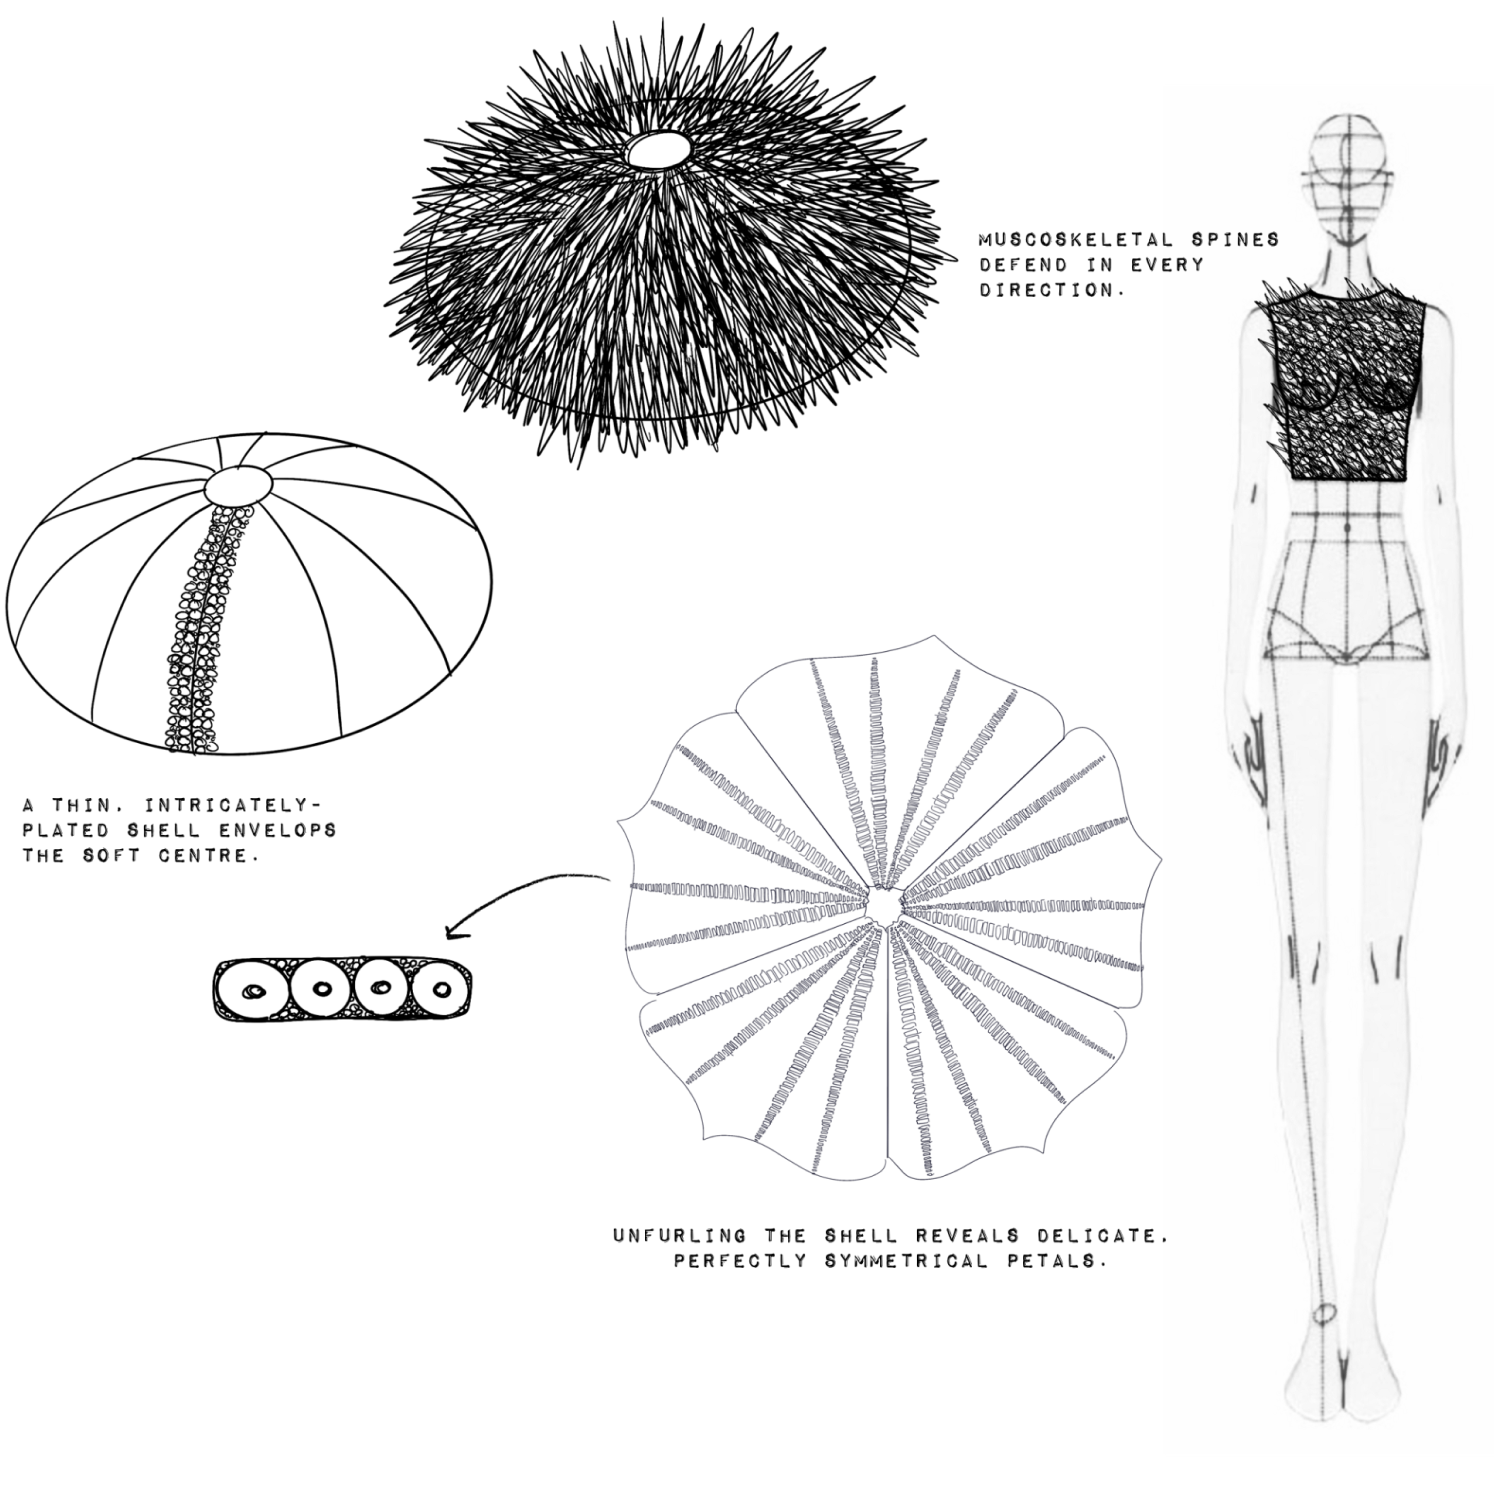 MUSCOSKELETAL SPINES
DEFEND IN EVERY
DIRECTION.
A THIN, INTRICATELY-
PLATED SHELL ENVELOPS
THE SOFT CENTRE.
UNFURLING THE SHELL REVEALS DELICATE,
PERFECTLY SYMMETRICAL PETALS.